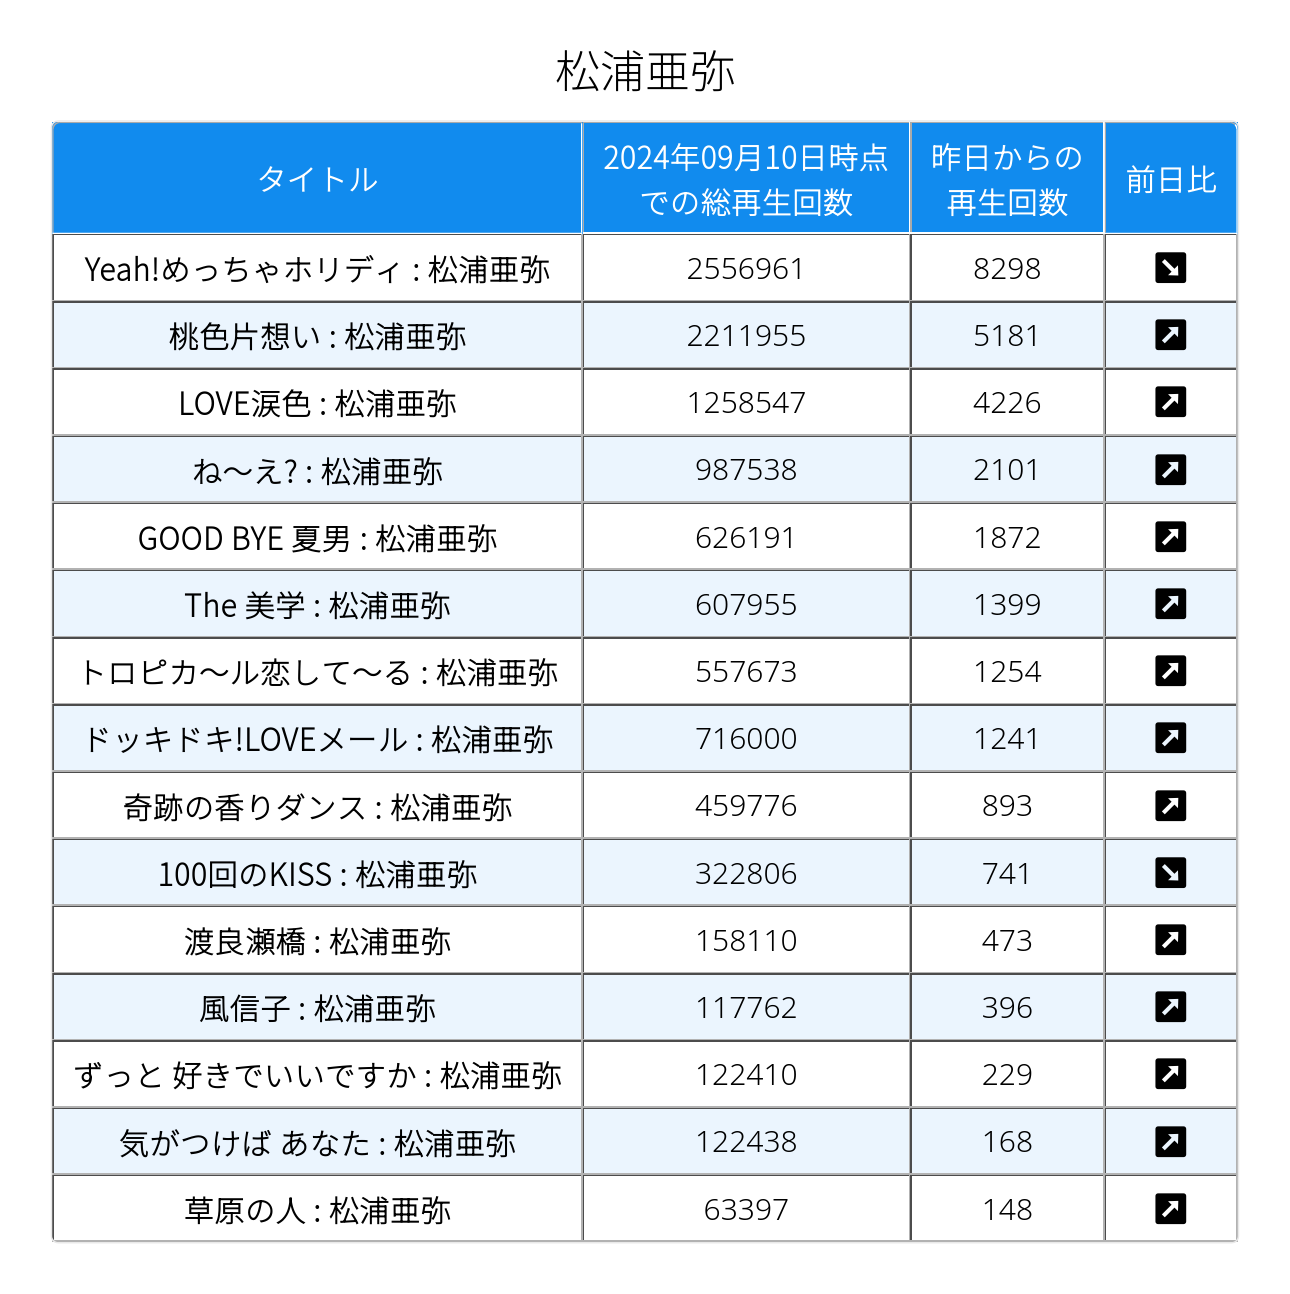 松浦亜弥
タイトル
2024年09月10日時点
での総再生回数
昨日からの
再生回数
前日比
Yeah!めっちゃホリディ : 松浦亜弥 2556961 8298
桃色片想い : 松浦亜弥 2211955 5181
LOVE涙色 : 松浦亜弥 1258547 4226
ね〜え? : 松浦亜弥 987538 2101
GOOD BYE 夏男 : 松浦亜弥 626191 1872
The 美学 : 松浦亜弥 607955 1399
トロピカ〜ル恋して〜る : 松浦亜弥 557673 1254
ドッキドキ!LOVEメール : 松浦亜弥 716000 1241
奇跡の香りダンス : 松浦亜弥 459776 893
100回のKISS : 松浦亜弥 322806 741
渡良瀬橋 : 松浦亜弥 158110 473
風信子 : 松浦亜弥 117762 396
ずっと 好きでいいですか : 松浦亜弥 122410 229
気がつけば あなた : 松浦亜弥 122438 168
草原の人 : 松浦亜弥 63397 148